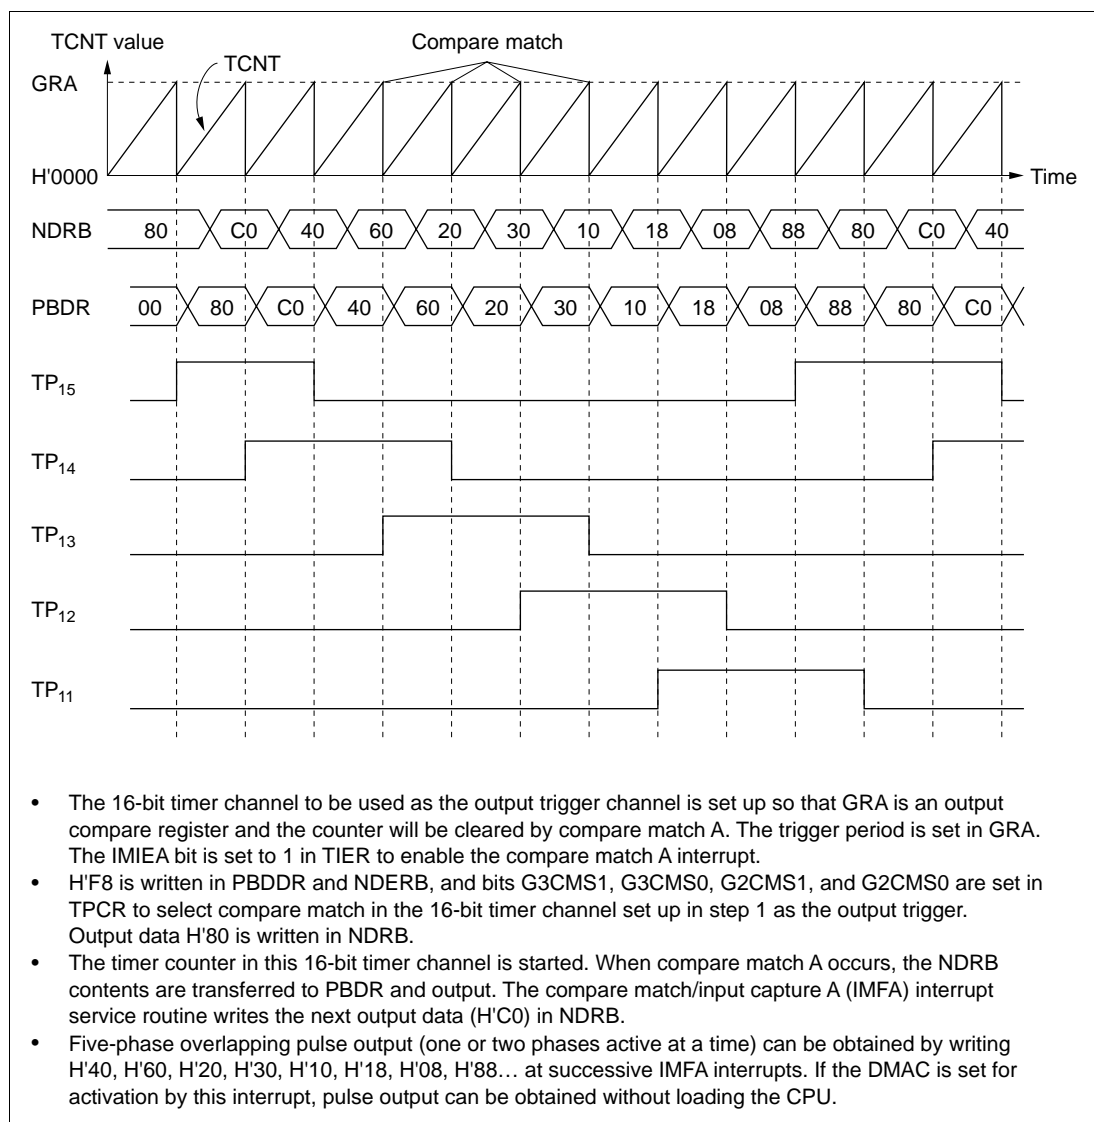 TCNT value
Compare match
TCNT
GRA
H'0000
Time
NDRB 80 C0 40 60 20 30 10 18 08 88 80 C0 40
PBDR 00 80 C0 40 60 20 30 10 18 08 88 80 C0
TP15
TP14
TP13
TP12
TP11
• The 16-bit timer channel to be used as the output trigger channel is set up so that GRA is an output
compare register and the counter will be cleared by compare match A. The trigger period is set in GRA.
The IMIEA bit is set to 1 in TIER to enable the compare match A interrupt.
• H'F8 is written in PBDDR and NDERB, and bits G3CMS1, G3CMS0, G2CMS1, and G2CMS0 are set in
TPCR to select compare match in the 16-bit timer channel set up in step 1 as the output trigger.
Output data H'80 is written in NDRB.
• The timer counter in this 16-bit timer channel is started. When compare match A occurs, the NDRB
contents are transferred to PBDR and output. The compare match/input capture A (IMFA) interrupt
service routine writes the next output data (H'C0) in NDRB.
• Five-phase overlapping pulse output (one or two phases active at a time) can be obtained by writing
H'40, H'60, H'20, H'30, H'10, H'18, H'08, H'88… at successive IMFA interrupts. If the DMAC is set for
activation by this interrupt, pulse output can be obtained without loading the CPU.